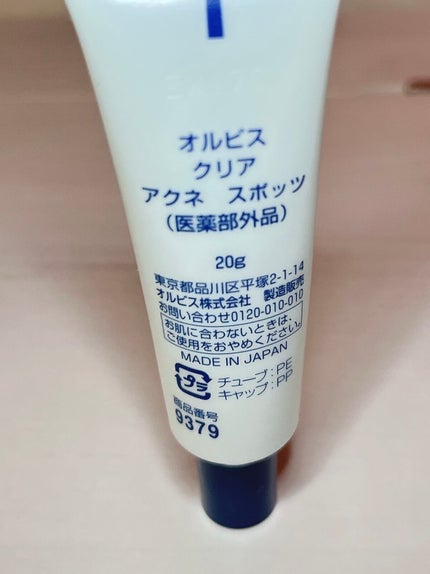 オルビス
クリア
アクネ スポッツ
（医薬部外品）
20g
東京都品川区平塚2-1-14
オルビス株式会社 製造販売
お問い合わせ0120-010-010
お肌に合わないときは、
ご使用をおやめください。
MADE IN JAPAN
プラ
チューブ:PE
キャップ:PP
商品番号
9379